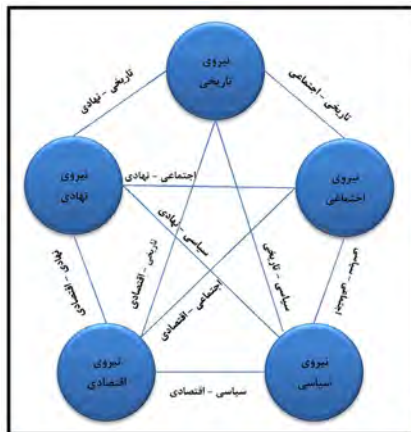 نیروی
تاریخی
تاریخی - اجتماعی
تاریخی - نهادی
نیروی
اجتماعی
نیروی
نهادی
اجتماعی - نهادی
سیاسی - نهادی
سیاسی - تاریخی
تاریخی - اقتصادی
اجتماعی - اقتصادی
اجتماعی - سیاسی
نهادی - اقتصادی
نیروی
سیاسی
نیروی
اقتصادی
سیاسی - اقتصادی